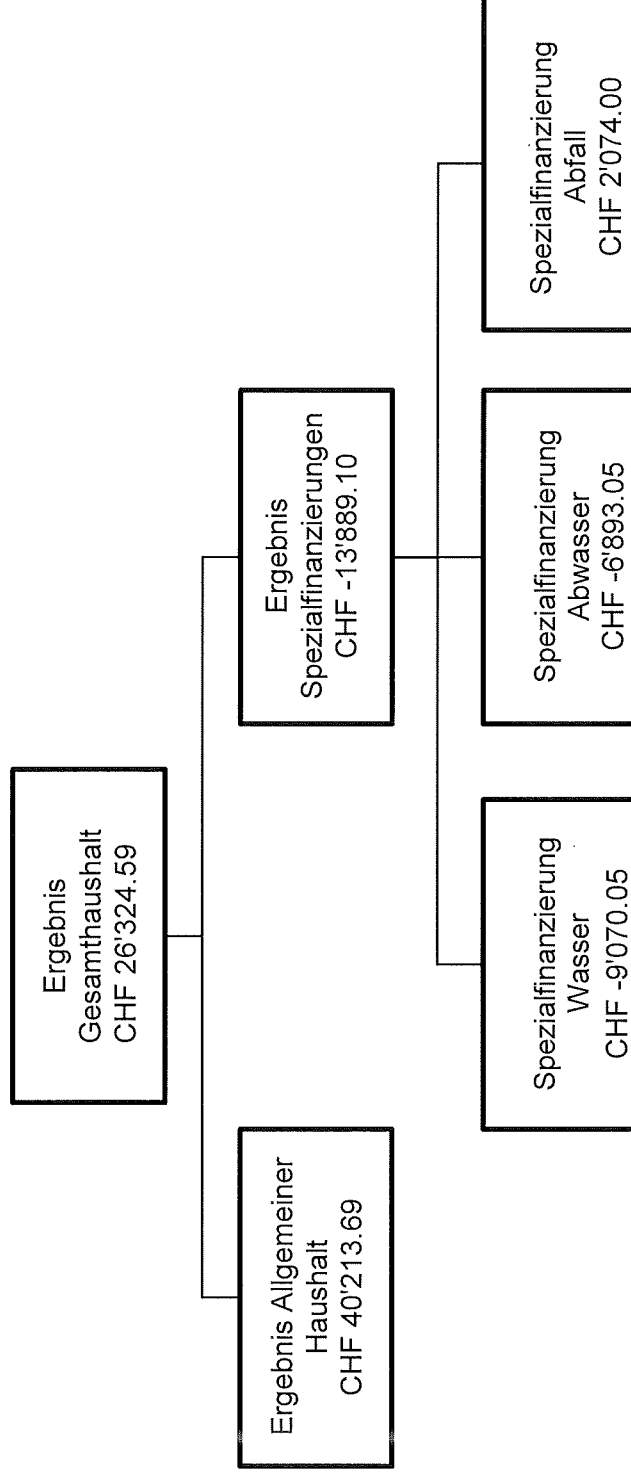 Ergebnis
Gesamthaushalt
CHF 26'324.59
Ergebnis Allgemeiner
Haushalt
CHF 40'213.69
Ergebnis
Spezialfinanzierungen
CHF -13'889.10
Spezialfinanzierung
Wasser
CHF -9'070.05
Spezialfinanzierung
Abwasser
CHF -6'893.05
Spezialfinanzierung
Abfall
CHF 2'074.00